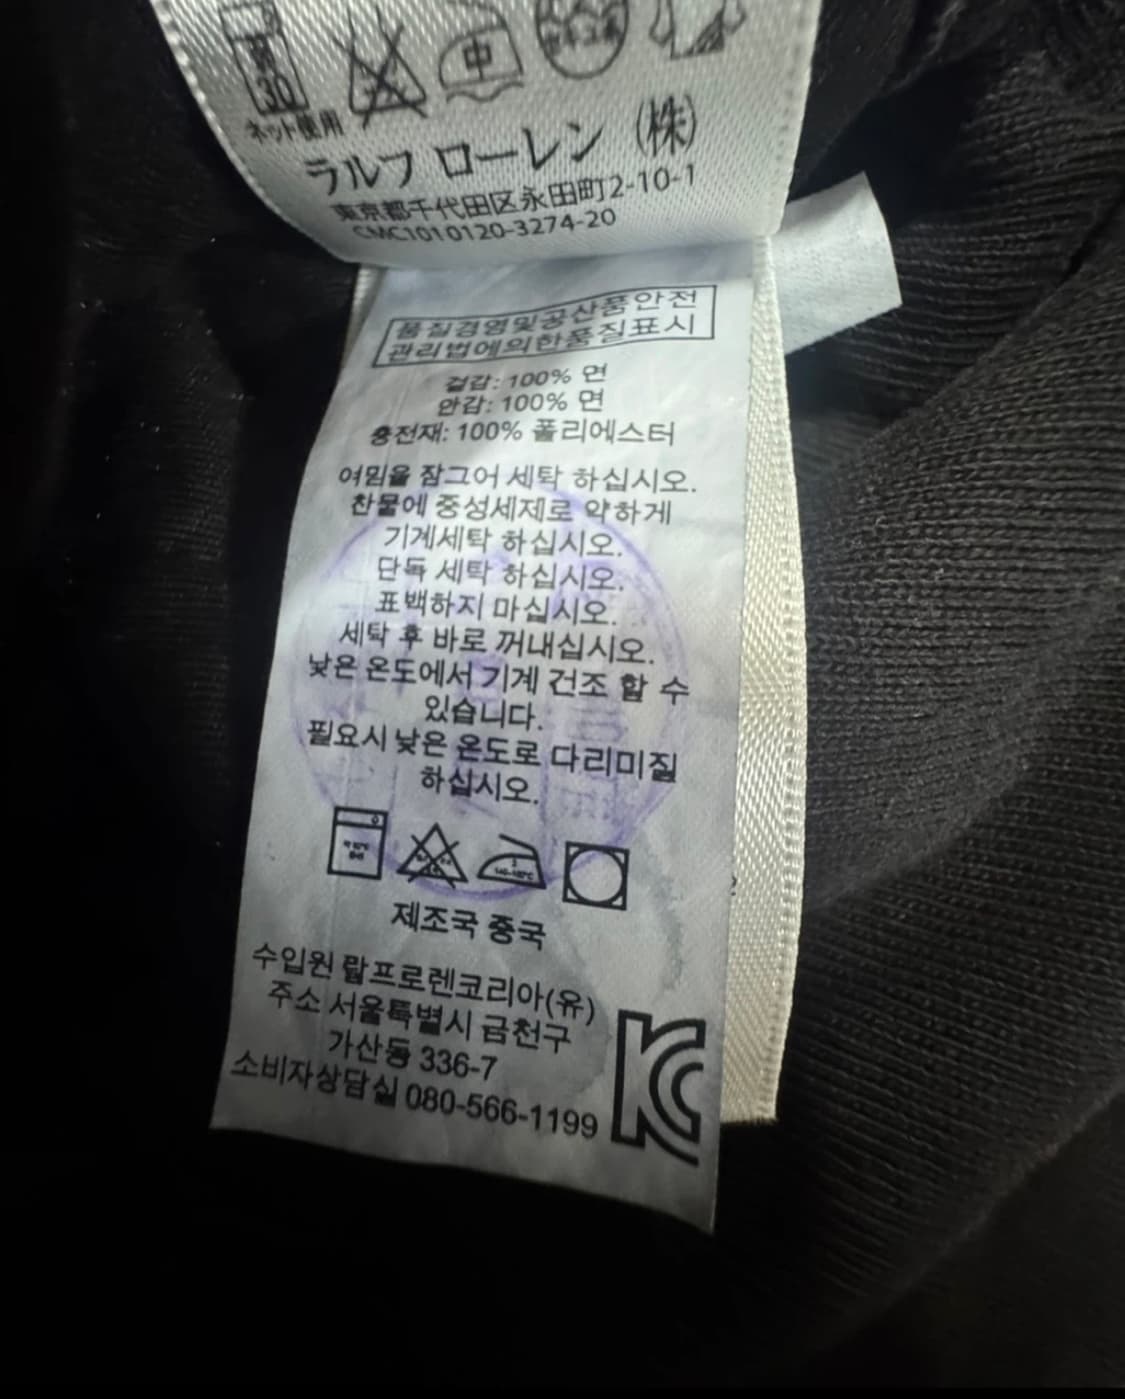 30
中
ネット使用
ラルフ ローレン (株)
東京都千代田区永田町2-10-1
CMC1010120-3274-20
품질경영및공산품안전
관리법에의한품질표시
겉감: 100% 면
안감: 100% 면
충전재: 100% 폴리에스터
여밈을 잠그어 세탁 하십시오.
찬물에 중성세제로 약하게
기계세탁 하십시오.
단독 세탁 하십시오.
표백하지 마십시오.
세탁 후 바로 꺼내십시오.
낮은 온도에서 기계 건조 할 수
있습니다.
필요시 낮은 온도로 다리미질
하십시오.
제조국 중국
수입원 랄프로렌코리아(유)
주소 서울특별시 금천구
가산동 336-7
소비자상담실 080-566-1199
KC